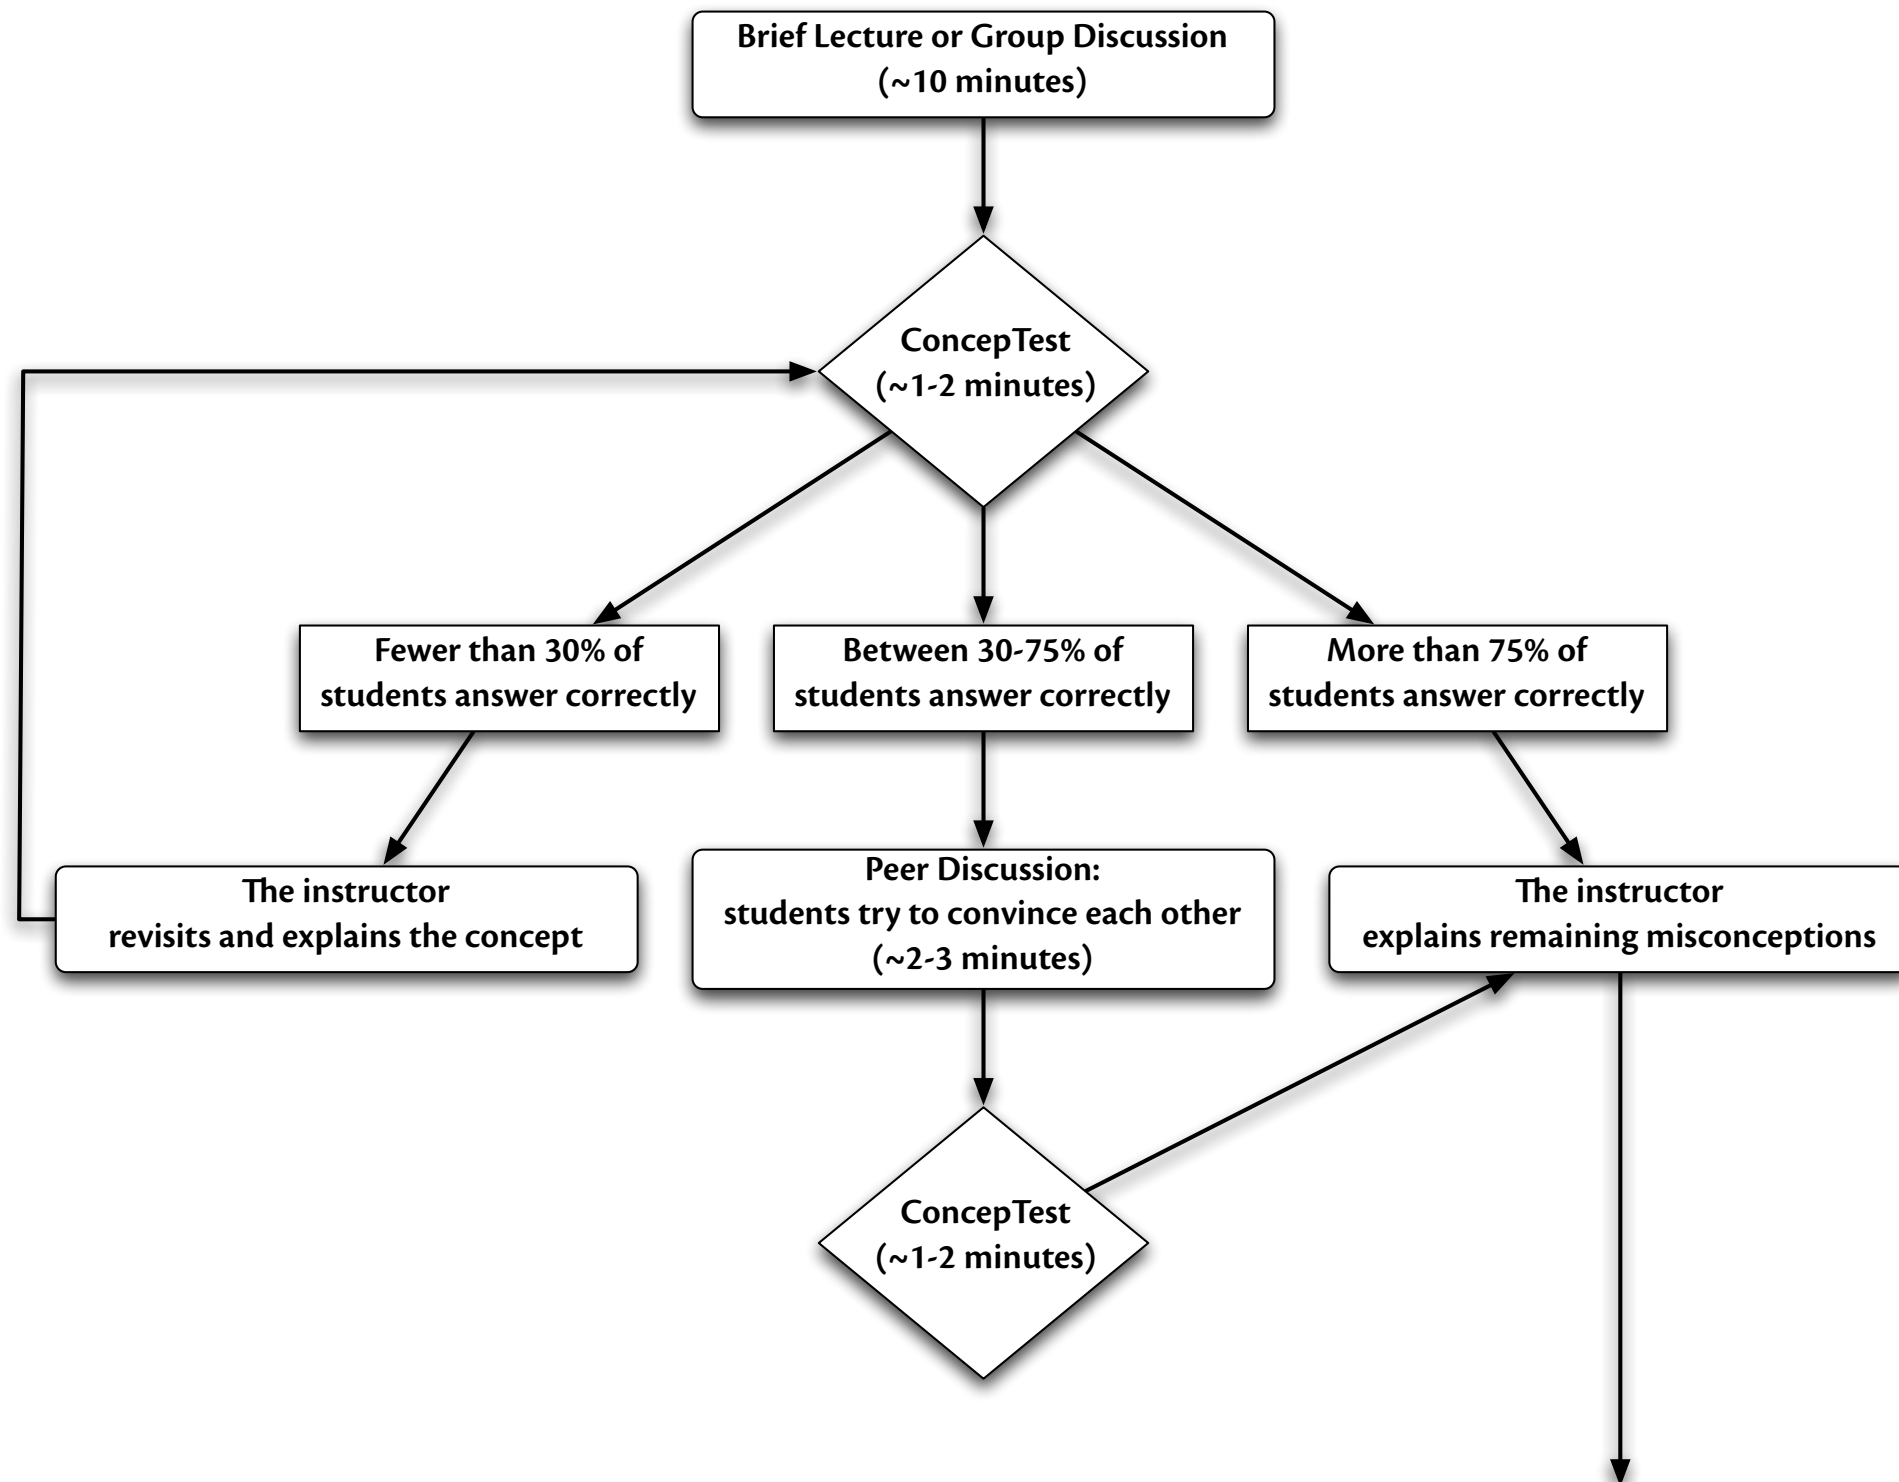 Brief Lecture or Group Discussion
(~10 minutes)
ConcepTest
(~1-2 minutes)
Fewer than 30% of
students answer correctly
Between 30-75% of
students answer correctly
More than 75% of
students answer correctly
The instructor
revisits and explains the concept
Peer Discussion:
students try to convince each other
(~2-3 minutes)
The instructor
explains remaining misconceptions
ConcepTest
(~1-2 minutes)